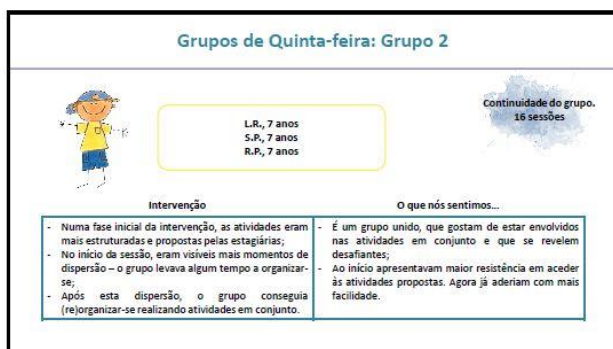 Grupos de Quinta-feira: Grupo 2
Continuidade do grupo.
16 sessões
L.R., 7 anos
S.P., 7 anos
R.P., 7 anos
Intervenção
- Numa fase inicial da intervenção, as atividades eram
mais estruturadas e propostas pelas estagiárias;
- No início da sessão, eram visíveis mais momentos de
dispersão – o grupo levava algum tempo a organizar-
se;
- Após esta dispersão, o grupo conseguia
(re)organizar-se realizando atividades em conjunto.
O que nós sentimos...
- É um grupo unido, que gostam de estar envolvidos
nas atividades em conjunto e que se revelem
desafiantes;
- Ao início apresentavam maior resistência em aceder
às atividades propostas. Agora já aderiam com mais
facilidade.